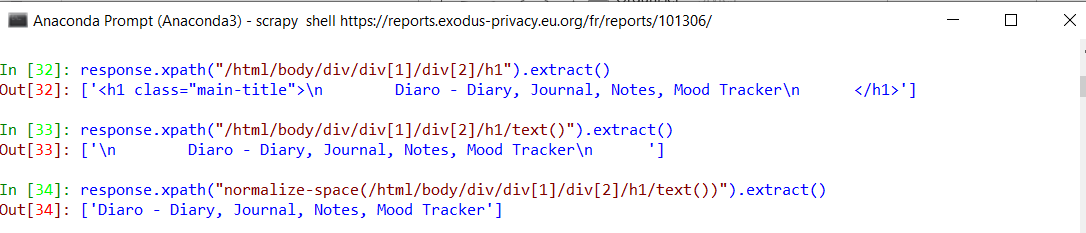 Anaconda Prompt (Anaconda3) - scrapy  shell https://reports.exodus-privacy.eu.org/fr/reports/101306/
In [32]: response.xpath("/html/body/div/div[1]/div[2]/h1").extract()
Out[32]: ['<h1 class="main-title">\n        Diaro - Diary, Journal, Notes, Mood Tracker\n      </h1>']
In [33]: response.xpath("/html/body/div/div[1]/div[2]/h1/text()").extract()
Out[33]: ['\n        Diaro - Diary, Journal, Notes, Mood Tracker\n      ']
In [34]: response.xpath("normalize-space(/html/body/div/div[1]/div[2]/h1/text())").extract()
Out[34]: ['Diaro - Diary, Journal, Notes, Mood Tracker']